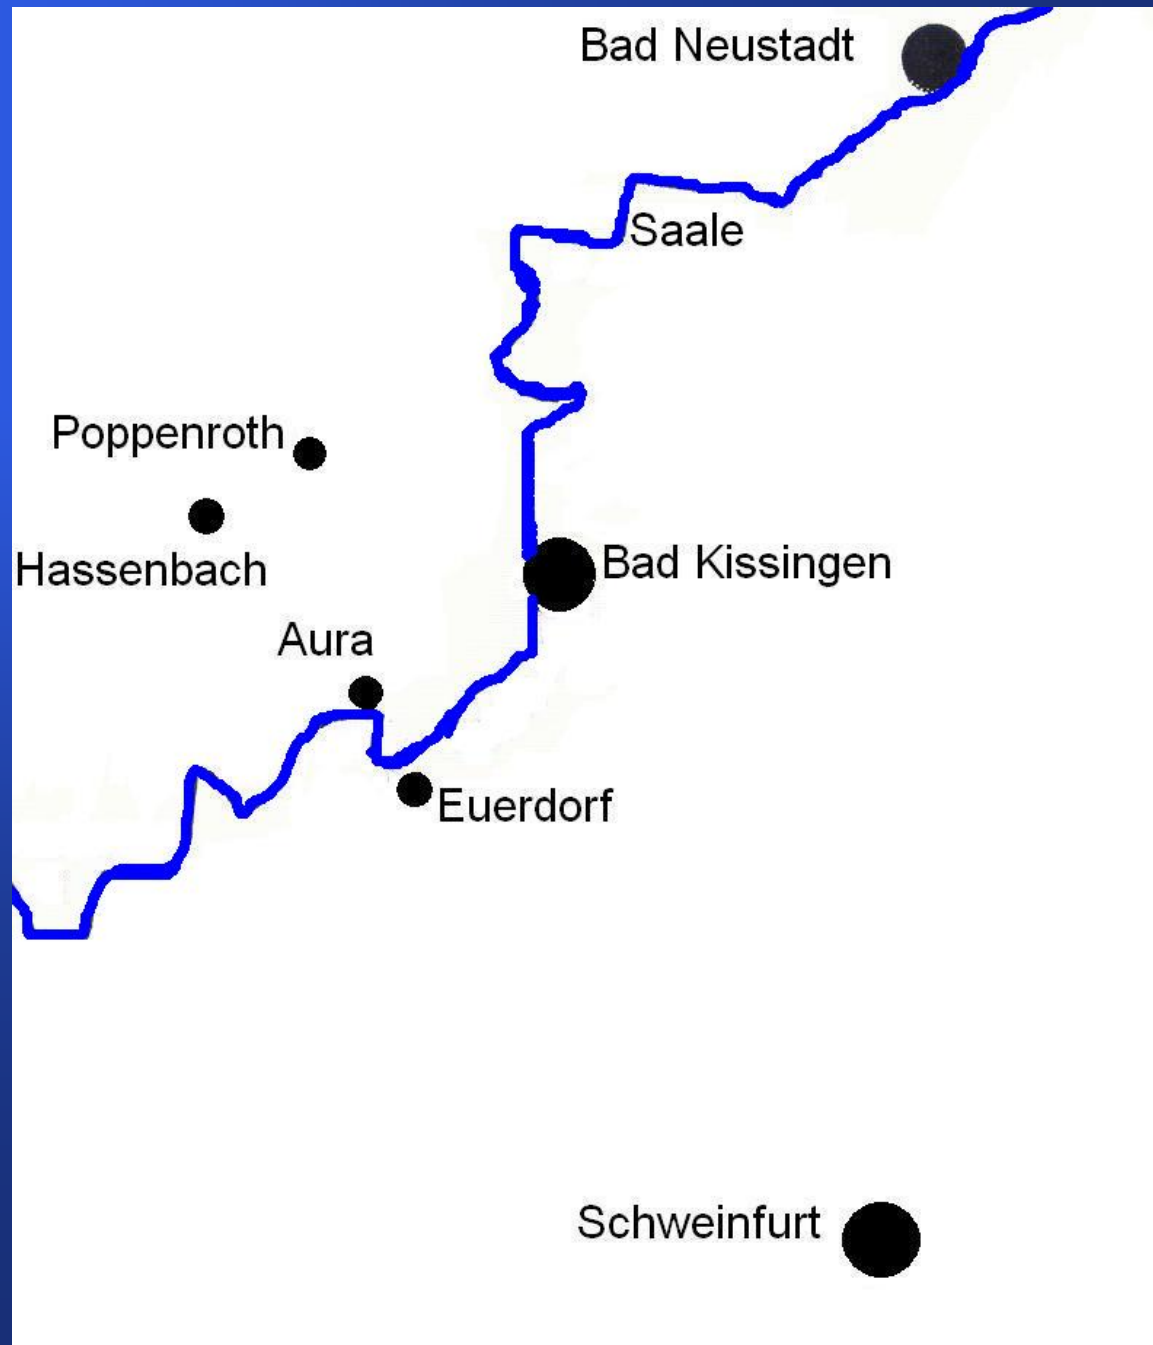 Bad Neustadt
Saale
Poppenroth
Hassenbach
Bad Kissingen
Aura
Euerdorf
Schweinfurt